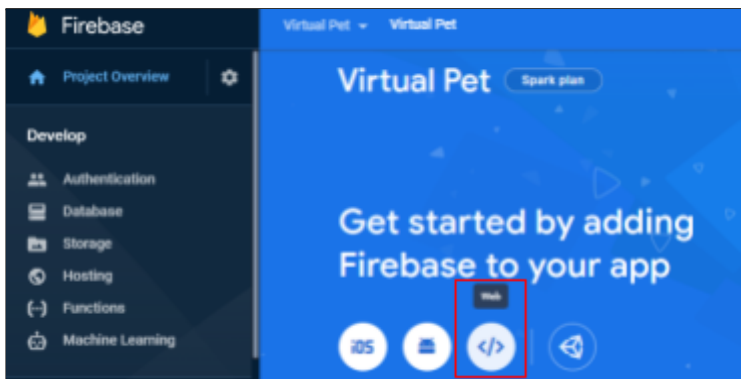 Firebase
Virtual Pet Virtual Pet
Project Overview
Virtual Pet Spark plan
Develop
Authentication
Database
Storage
Hosting
Functions
Machine Learning
Get started by adding
Firebase to your app
Web
iOS